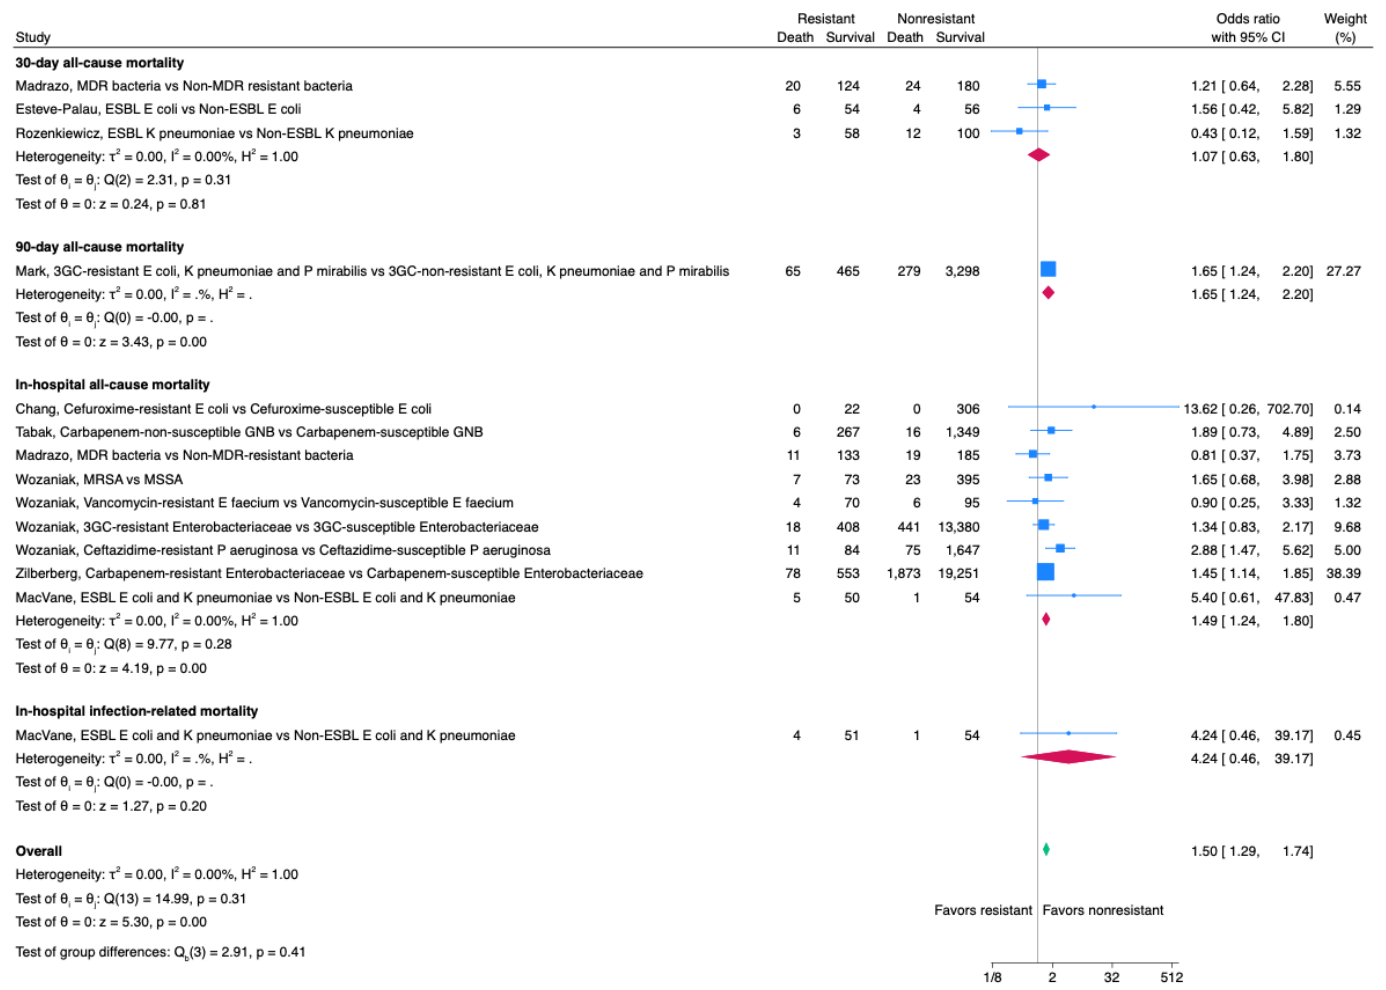 Resistant Nonresistant Odds ratio Weight
Study Death Survival Death Survival with 95% CI (%)
30-day all-cause mortality
Madrazo, MDR bacteria vs Non-MDR resistant bacteria 20 124 24 180 1.21 [ 0.64, 2.28] 5.55
Esteve-Palau, ESBL E coli vs Non-ESBL E coli 6 54 4 56 1.56 [ 0.42, 5.82] 1.29
Rozenkiewicz, ESBL K pneumoniae vs Non-ESBL K pneumoniae 3 58 12 100 0.43 [ 0.12, 1.59] 1.32
Heterogeneity: τ² = 0.00, I² = 0.00%, H² = 1.00 1.07 [ 0.63, 1.80]
Test of θᵢ = θⱼ: Q(2) = 2.31, p = 0.31
Test of θ = 0: z = 0.24, p = 0.81
90-day all-cause mortality
Mark, 3GC-resistant E coli, K pneumoniae and P mirabilis vs 3GC-non-resistant E coli, K pneumoniae and P mirabilis 65 465 279 3,298 1.65 [ 1.24, 2.20] 27.27
Heterogeneity: τ² = 0.00, I² = .%, H² = . 1.65 [ 1.24, 2.20]
Test of θᵢ = θⱼ: Q(0) = -0.00, p = .
Test of θ = 0: z = 3.43, p = 0.00
In-hospital all-cause mortality
Chang, Cefuroxime-resistant E coli vs Cefuroxime-susceptible E coli 0 22 0 306 13.62 [ 0.26, 702.70] 0.14
Tabak, Carbapenem-non-susceptible GNB vs Carbapenem-susceptible GNB 6 267 16 1,349 1.89 [ 0.73, 4.89] 2.50
Madrazo, MDR bacteria vs Non-MDR-resistant bacteria 11 133 19 185 0.81 [ 0.37, 1.75] 3.73
Wozaniak, MRSA vs MSSA 7 73 23 395 1.65 [ 0.68, 3.98] 2.88
Wozaniak, Vancomycin-resistant E faecium vs Vancomycin-susceptible E faecium 4 70 6 95 0.90 [ 0.25, 3.33] 1.32
Wozaniak, 3GC-resistant Enterobacteriaceae vs 3GC-susceptible Enterobacteriaceae 18 408 441 13,380 1.34 [ 0.83, 2.17] 9.68
Wozaniak, Ceftazidime-resistant P aeruginosa vs Ceftazidime-susceptible P aeruginosa 11 84 75 1,647 2.88 [ 1.47, 5.62] 5.00
Zilberberg, Carbapenem-resistant Enterobacteriaceae vs Carbapenem-susceptible Enterobacteriaceae 78 553 1,873 19,251 1.45 [ 1.14, 1.85] 38.39
MacVane, ESBL E coli and K pneumoniae vs Non-ESBL E coli and K pneumoniae 5 50 1 54 5.40 [ 0.61, 47.83] 0.47
Heterogeneity: τ² = 0.00, I² = 0.00%, H² = 1.00 1.49 [ 1.24, 1.80]
Test of θᵢ = θⱼ: Q(8) = 9.77, p = 0.28
Test of θ = 0: z = 4.19, p = 0.00
In-hospital infection-related mortality
MacVane, ESBL E coli and K pneumoniae vs Non-ESBL E coli and K pneumoniae 4 51 1 54 4.24 [ 0.46, 39.17] 0.45
Heterogeneity: τ² = 0.00, I² = .%, H² = . 4.24 [ 0.46, 39.17]
Test of θᵢ = θⱼ: Q(0) = -0.00, p = .
Test of θ = 0: z = 1.27, p = 0.20
Overall 1.50 [ 1.29, 1.74]
Heterogeneity: τ² = 0.00, I² = 0.00%, H² = 1.00
Test of θᵢ = θⱼ: Q(13) = 14.99, p = 0.31
Favors resistant Favors nonresistant
Test of θ = 0: z = 5.30, p = 0.00
Test of group differences: Q_b(3) = 2.91, p = 0.41
1/8 2 32 512